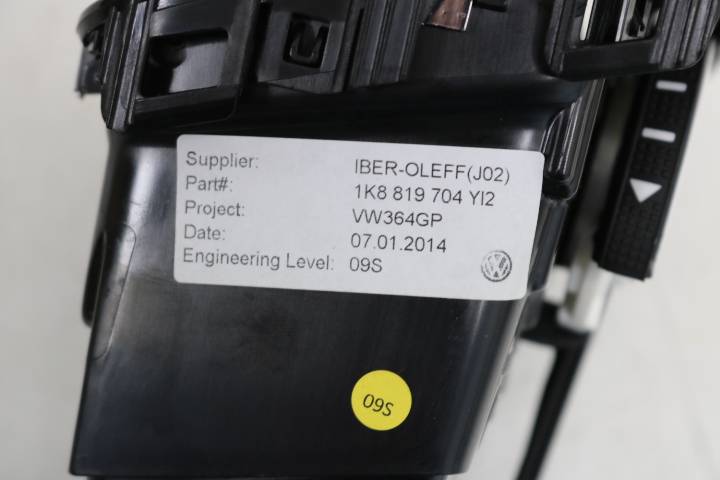 Supplier: IBER-OLEFF(J02)
Part#: 1K8 819 704 YI2
Project: VW364GP
Date: 07.01.2014
Engineering Level: 09S
09S